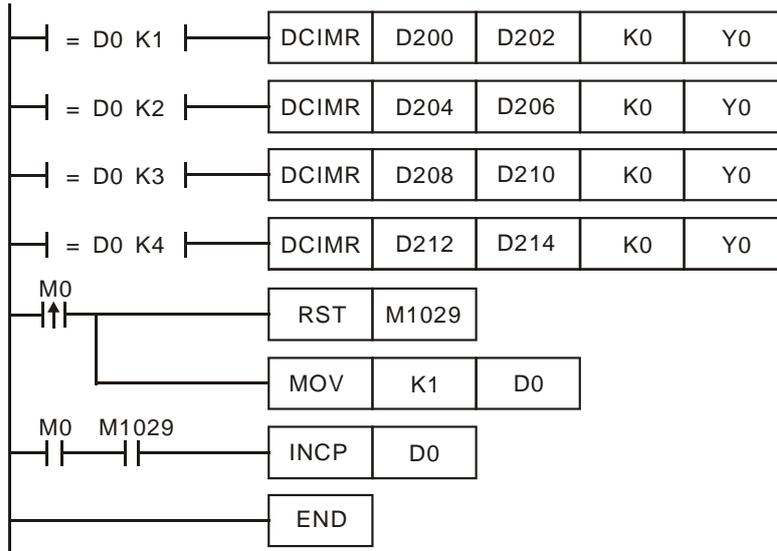 = D0 K1 DCIMR D200 D202 K0 Y0
= D0 K2 DCIMR D204 D206 K0 Y0
= D0 K3 DCIMR D208 D210 K0 Y0
= D0 K4 DCIMR D212 D214 K0 Y0
M0
RST M1029
MOV K1 D0
M0 M1029
INCP D0
END